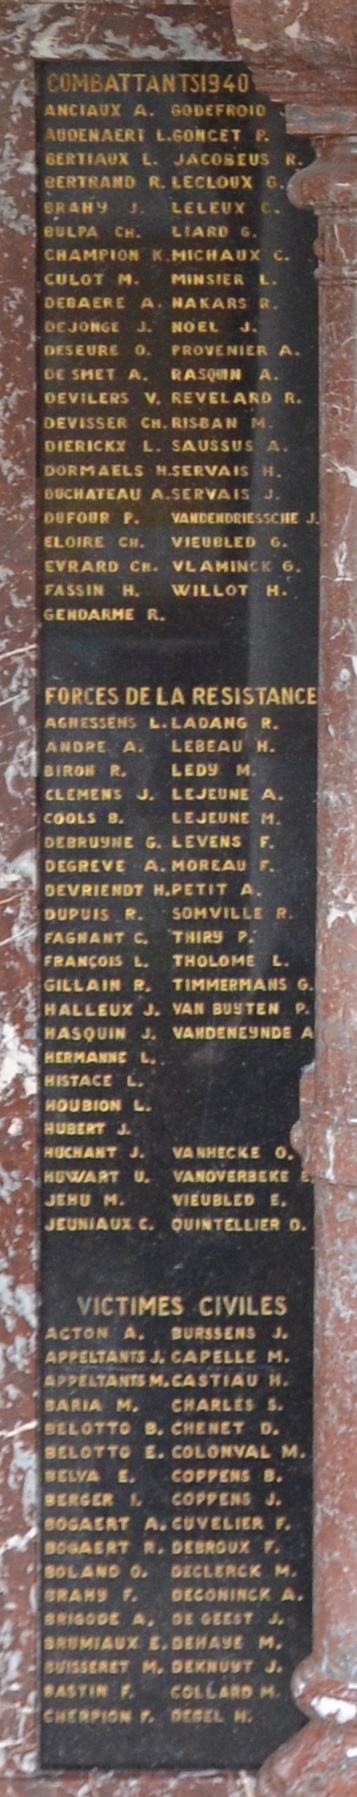 COMBATTANTS 1940
ANCIAUX A. GODEFROID J
AUDENAERT L. GONCET P.
BERTIAUX L. JACOBEUS R.
BERTRAND R. LECLOUX G.
BRAHY J. LELEUX C.
BULPA CH. LIARD G.
CHAMPION K. MICHAUX C.
CULOT M. MINSIER L.
DEBAERE A. NAKARS R.
DEJONGE J. NOEL J.
DESEURE O. PROVENIER A.
DE SMET A. RASQUIN A.
DEVILERS V. REVELARD R.
DEVISSER CH. RISBAN M.
DIERICKX L. SAUSSUS A.
DORMAELS H. SERVAIS H.
DUCHATEAU A. SERVAIS J.
DUFOUR P. VANDENDRIESSCHE J.
ELOIRE CH. VIEUBLED G.
EVRARD CH. VLAMINCK G.
FASSIN H. WILLOT H.
GENDARME R.
FORCES DE LA RESISTANCE
AGNESSENS L. LADANG R.
ANDRE A. LEBEAU H.
BIRON R. LEDY M.
CLEMENS J. LEJEUNE A.
COOLS B. LEJEUNE M.
DEBRUYNE G. LEVENS F.
DEGREVE A. MOREAU F.
DEVRIENDT H. PETIT A.
DUPUIS R. SOMVILLE R.
FAGNANT C. THIRY P.
FRANÇOIS L. THOLOME L.
GILLAIN R. TIMMERMANS G.
HALLEUX J. VAN BUYTEN P.
HASQUIN J. VANDENEYNDE A
HERMANNE L.
HISTACE L.
HOUBION L.
HUBERT J.
HUCHANT J. VANHECKE O.
HUWART U. VANOVERBEKE E.
JEHU M. VIEUBLED E.
JEUNIAUX C. QUINTELLIER D.
VICTIMES CIVILES
ACTON A. BURSSENS J.
APPELTANTS J. CAPELLE M.
APPELTANTS M. CASTIAU H.
BARIA M. CHARLES S.
BELOTTO B. CHENET D.
BELOTTO E. COLONVAL M.
BELVA E. COPPENS B.
BERGER I. COPPENS J.
BOGAERT A. CUVELIER F.
BOGAERT R. DEBROUX F.
BOLAND O. DECLERCK M.
BRAHY F. DECONINCK A.
BRIGODE A. DE GEEST J.
BRUMIAUX E. DEHAYE M.
BUISSERET M. DEKNUYT J.
RASTIN F. COLLARD M.
CHERPION F. DEBEL H.